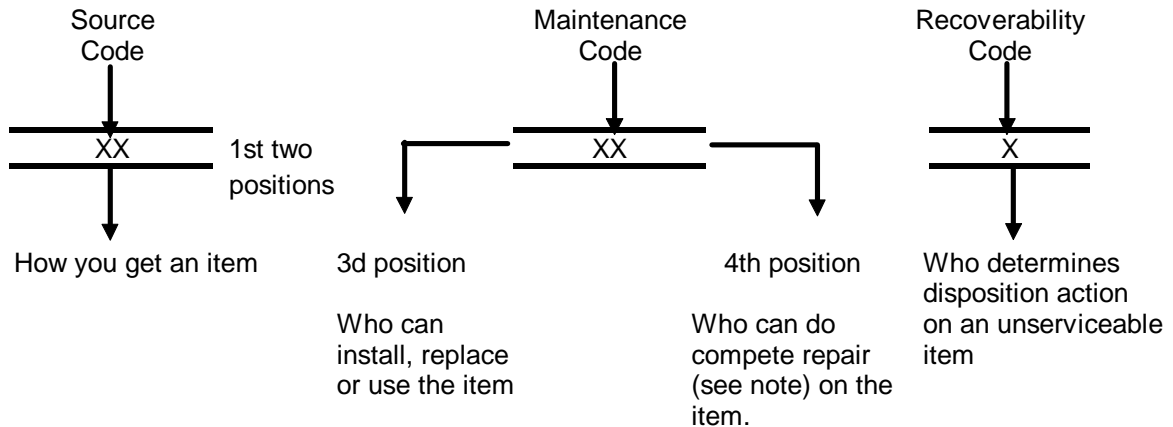 Source
Code
Maintenance
Code
Recoverability
Code
XX
1st two
positions
XX
X
How you get an item
3d position
Who can
install, replace
or use the item
4th position
Who can do
compete repair
(see note) on the
item.
Who determines
disposition action
on an unserviceable
item